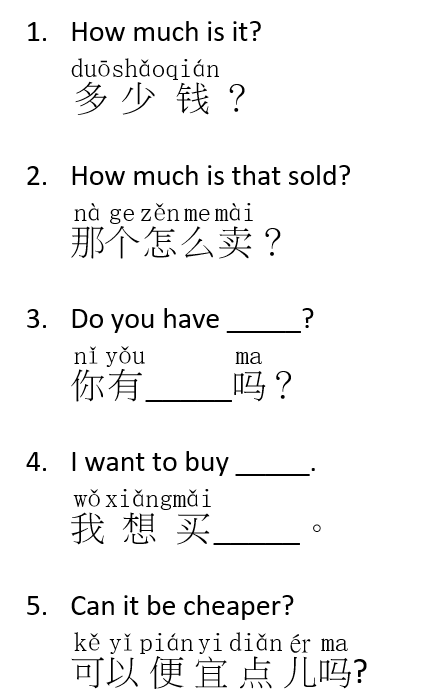 1. How much is it?
duōshǎoqián
多少钱？
2. How much is that sold?
nà ge zěn me mài
那个怎么卖？
3. Do you have _____?
nǐ yǒu ma
你有_____吗？
4. I want to buy _____.
wǒ xiǎngmǎi
我想买_____。
5. Can it be cheaper?
kě yǐ pián yi diǎn ér ma
可以便宜点儿吗?